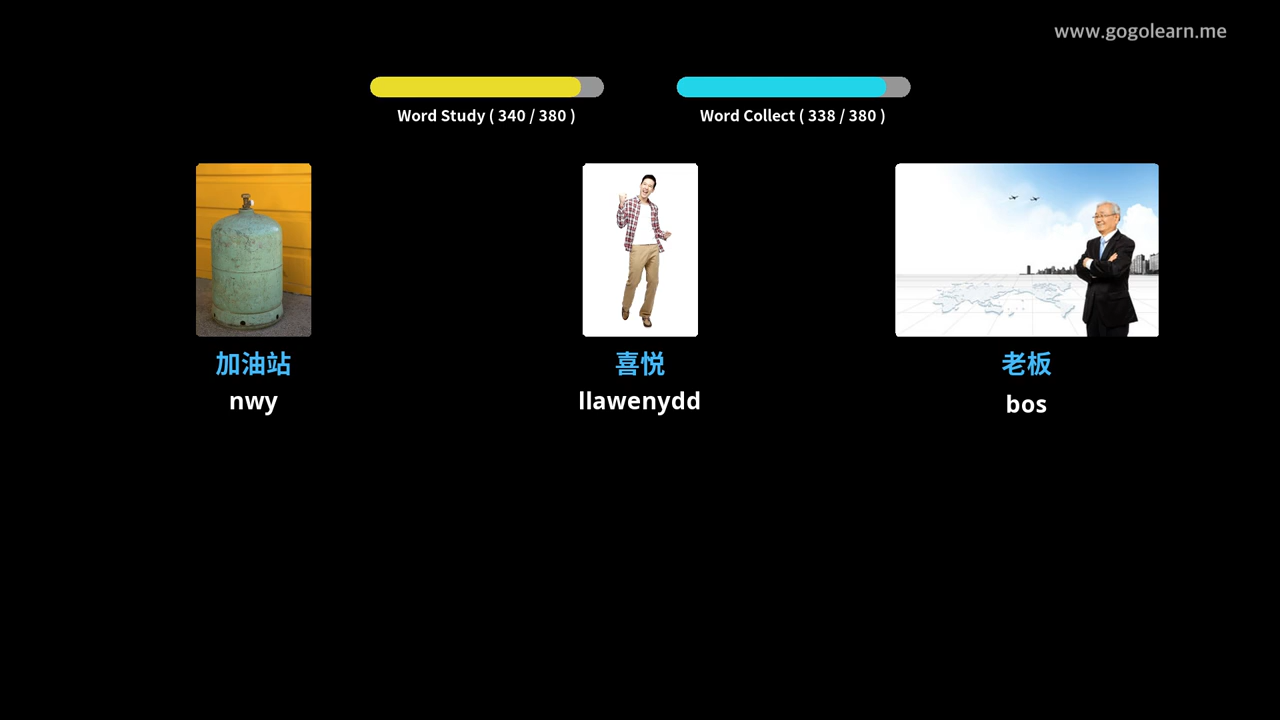 www.gogolearn.me
Word Study ( 340 / 380 )
Word Collect ( 338 / 380 )
加油站
nwy
喜悦
llawenydd
老板
bos